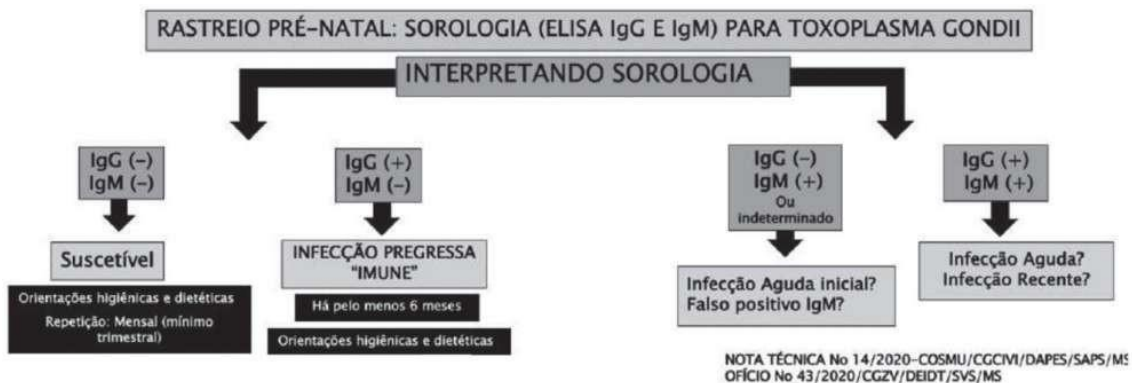 RASTREIO PRÉ-NATAL: SOROLOGIA (ELISA IgG E IgM) PARA TOXOPLASMA GONDII
INTERPRETANDO SOROLOGIA
IgG (-)
IgM (-)
Suscetível
Orientações higiênicas e dietéticas
Repetição: Mensal (mínimo
trimestral)
IgG (+)
IgM (-)
INFECÇÃO PREGRESSA
"IMUNE"
Há pelo menos 6 meses
Orientações higiênicas e dietéticas
IgG (-)
IgM (+)
Ou
indeterminado
Infecção Aguda inicial?
Falso positivo IgM?
IgG (+)
IgM (+)
Infecção Aguda?
Infecção Recente?
NOTA TÉCNICA No 14/2020-COSMU/CGCIVI/DAPES/SAPS/MS
OFÍCIO No 43/2020/CGZV/DEIDT/SVS/MS